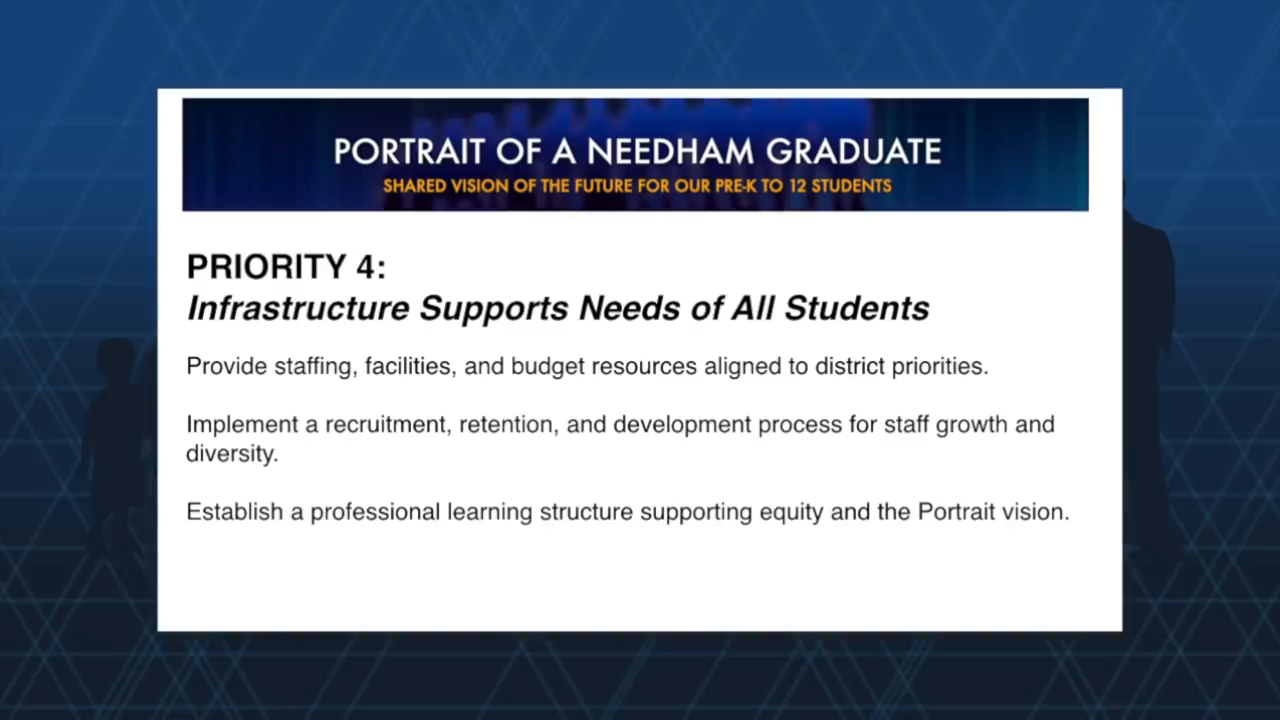 PORTRAIT OF A NEEDHAM GRADUATE
SHARED VISION OF THE FUTURE FOR OUR PRE-K TO 12 STUDENTS
PRIORITY 4:
Infrastructure Supports Needs of All Students
Provide staffing, facilities, and budget resources aligned to district priorities.
Implement a recruitment, retention, and development process for staff growth and
diversity.
Establish a professional learning structure supporting equity and the Portrait vision.